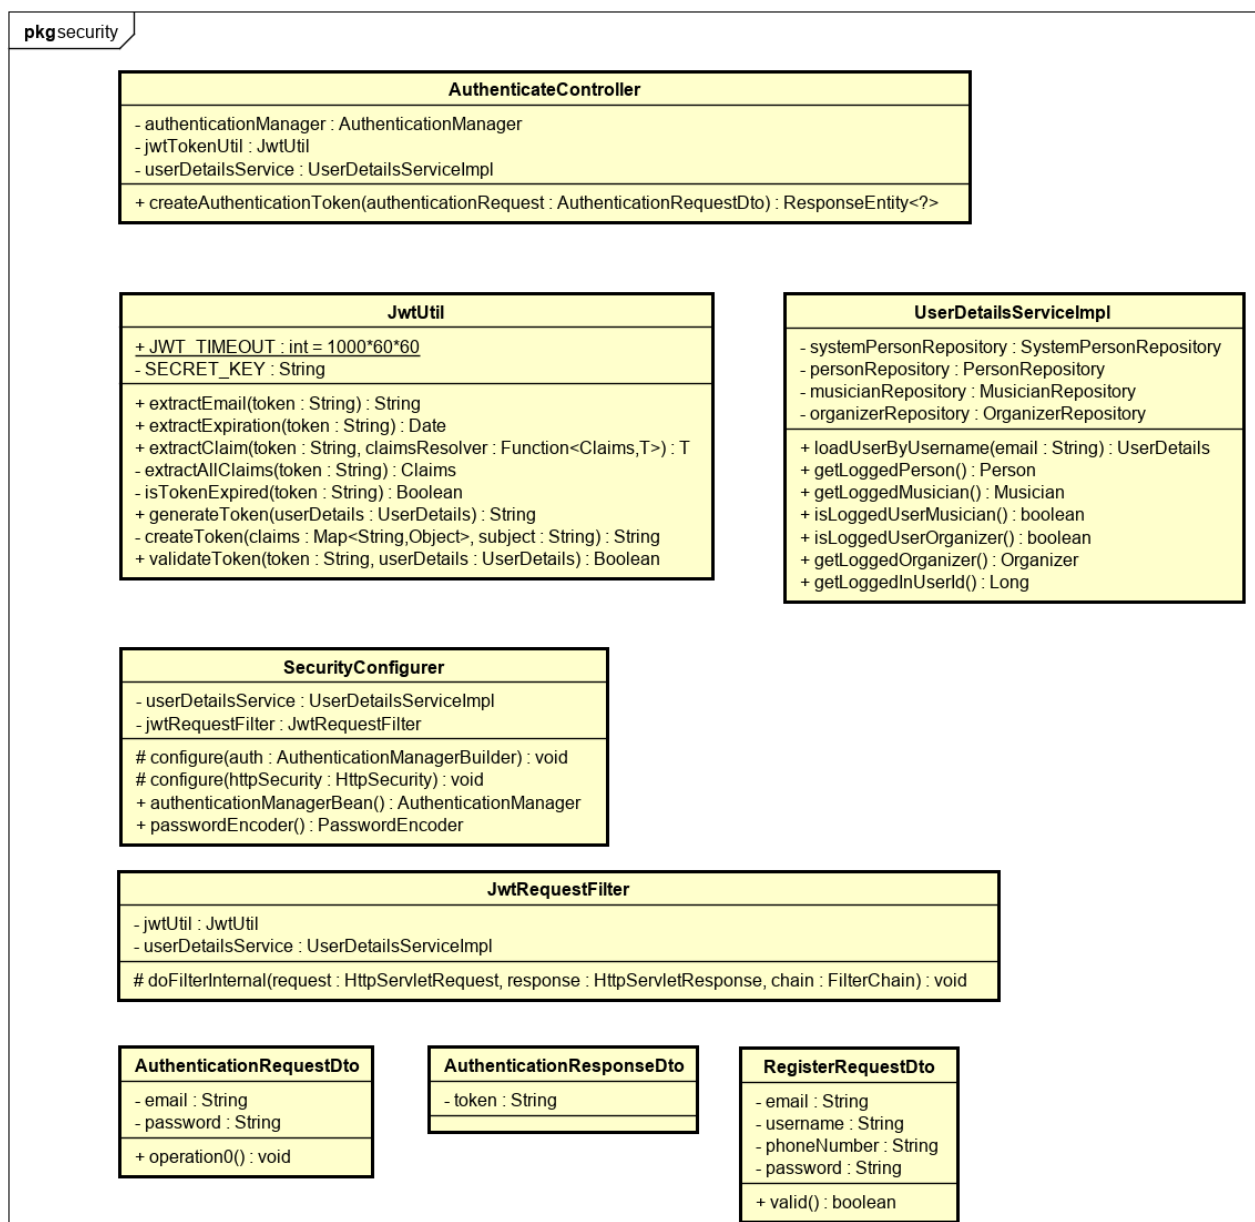 pkg security
AuthenticateController
- authenticationManager : AuthenticationManager
- jwtTokenUtil : JwtUtil
- userDetailsService : UserDetailsServiceImpl
+ createAuthenticationToken(authenticationRequest : AuthenticationRequestDto) : ResponseEntity<?>
JwtUtil
+ JWT_TIMEOUT : int = 1000*60*60
- SECRET_KEY : String
+ extractEmail(token : String) : String
+ extractExpiration(token : String) : Date
+ extractClaim(token : String, claimsResolver : Function<Claims,T>) : T
- extractAllClaims(token : String) : Claims
- isTokenExpired(token : String) : Boolean
+ generateToken(userDetails : UserDetails) : String
- createToken(claims : Map<String,Object>, subject : String) : String
+ validateToken(token : String, userDetails : UserDetails) : Boolean
UserDetailsServiceImpl
- systemPersonRepository : SystemPersonRepository
- personRepository : PersonRepository
- musicianRepository : MusicianRepository
- organizerRepository : OrganizerRepository
+ loadUserByUsername(email : String) : UserDetails
+ getLoggedPerson() : Person
+ getLoggedMusician() : Musician
+ isLoggedUserMusician() : boolean
+ isLoggedUserOrganizer() : boolean
+ getLoggedOrganizer() : Organizer
+ getLoggedInUserId() : Long
SecurityConfigurer
- userDetailsService : UserDetailsServiceImpl
- jwtRequestFilter : JwtRequestFilter
# configure(auth : AuthenticationManagerBuilder) : void
# configure(httpSecurity : HttpSecurity) : void
+ authenticationManagerBean() : AuthenticationManager
+ passwordEncoder() : PasswordEncoder
JwtRequestFilter
- jwtUtil : JwtUtil
- userDetailsService : UserDetailsServiceImpl
# doFilterInternal(request : HttpServletRequest, response : HttpServletResponse, chain : FilterChain) : void
AuthenticationRequestDto
- email : String
- password : String
+ operation0() : void
AuthenticationResponseDto
- token : String
RegisterRequestDto
- email : String
- username : String
- phoneNumber : String
- password : String
+ valid() : boolean